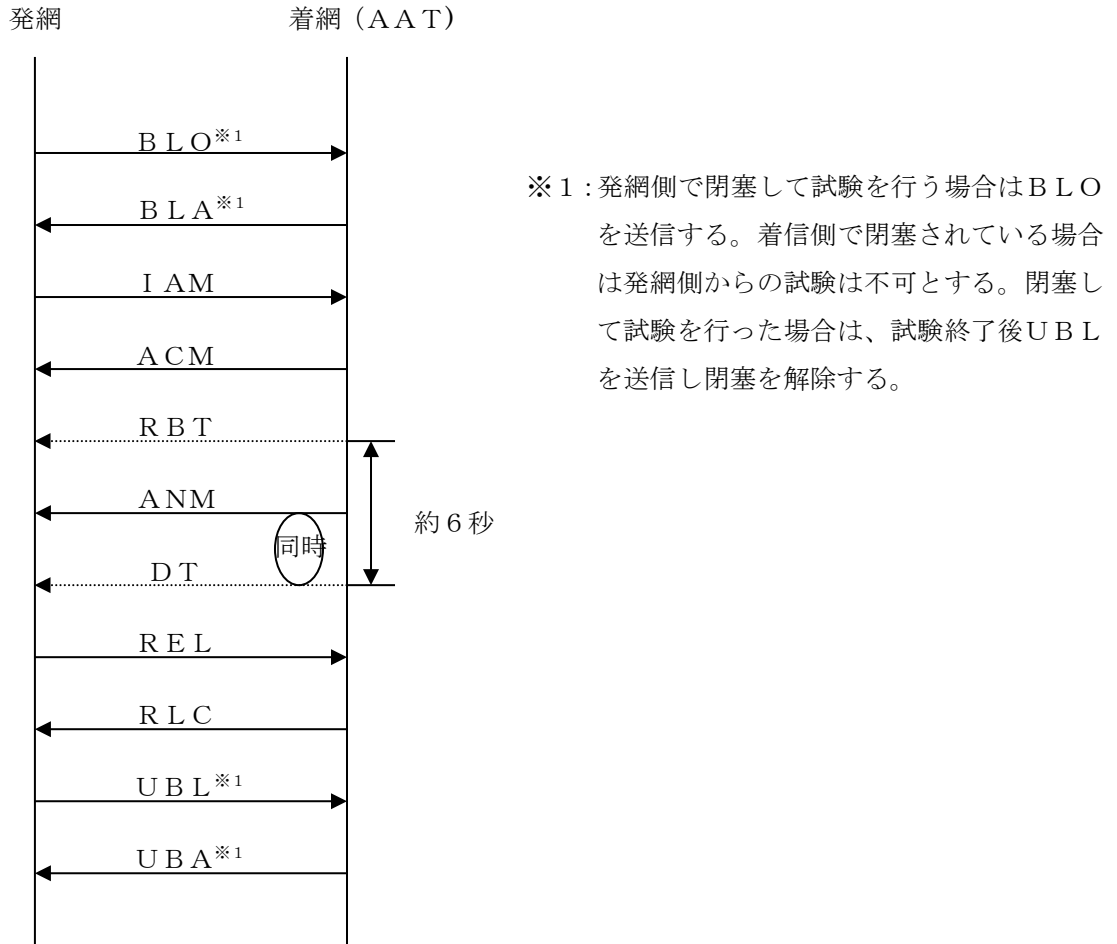 発網
着網（ＡＡＴ）
ＢＬＯ※1
ＢＬＡ※1
ＩＡＭ
ＡＣＭ
ＲＢＴ
ＡＮＭ
同時
約６秒
ＤＴ
ＲＥＬ
ＲＬＣ
ＵＢＬ※1
ＵＢＡ※1
※１：発網側で閉塞して試験を行う場合はＢＬＯ
を送信する。着信側で閉塞されている場合
は発網側からの試験は不可とする。閉塞し
て試験を行った場合は、試験終了後ＵＢＬ
を送信し閉塞を解除する。